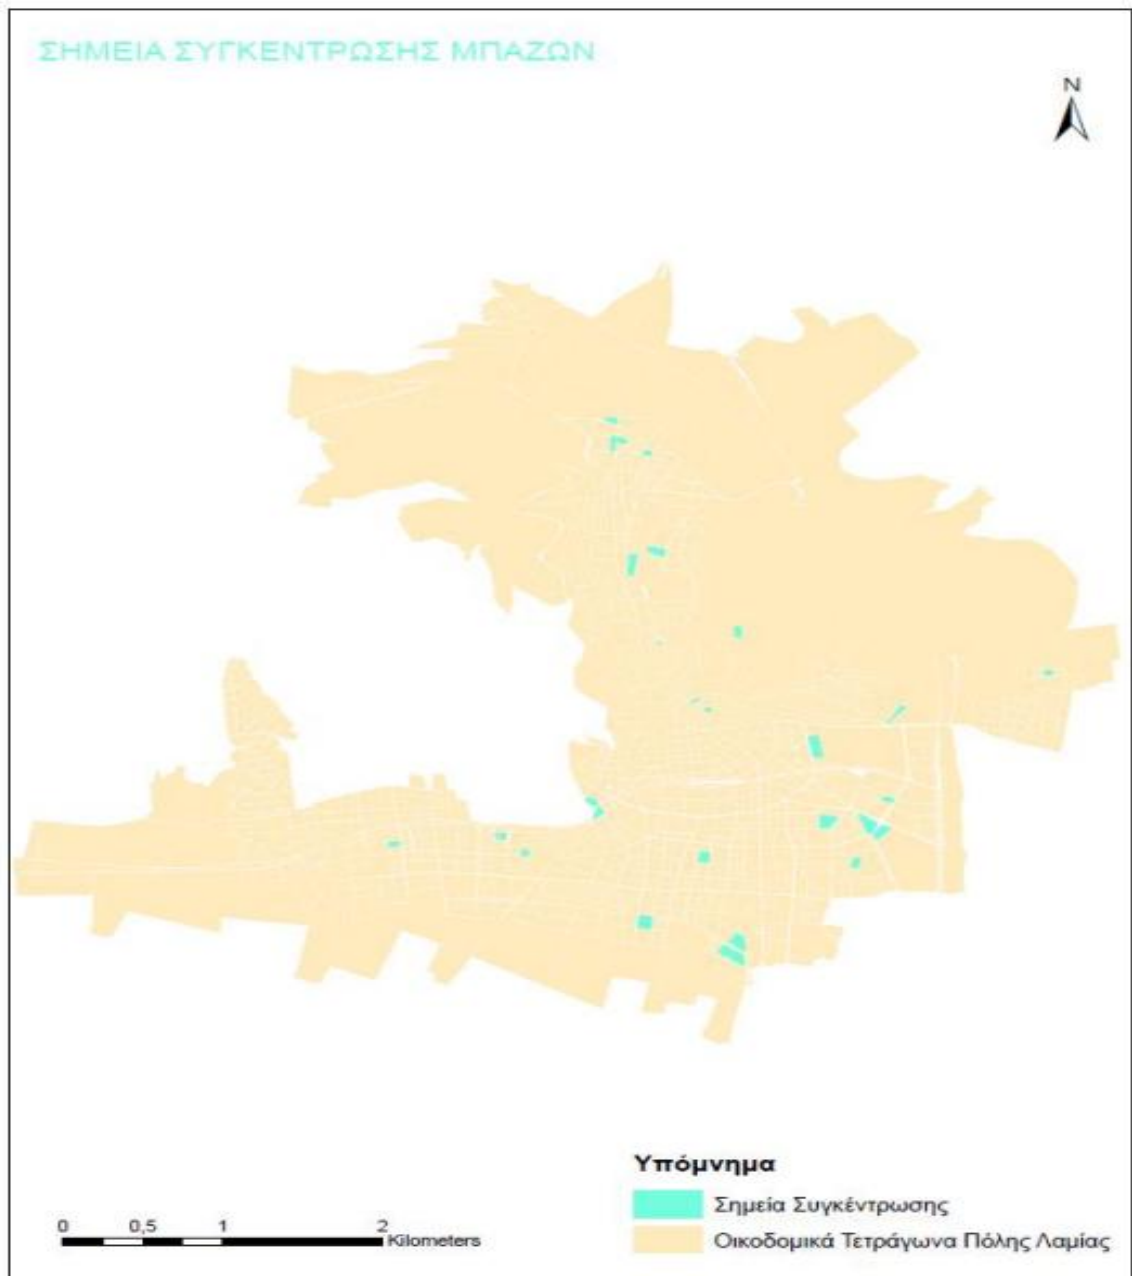 ΣΗΜΕΙΑ ΣΥΓΚΕΝΤΡΩΣΗΣ ΜΠΑΖΩΝ
N
Υπόμνημα
Σημεία Συγκέντρωσης
Οικοδομικά Τετράγωνα Πόλης Λαμίας
0 0,5 1 2
Kilometers